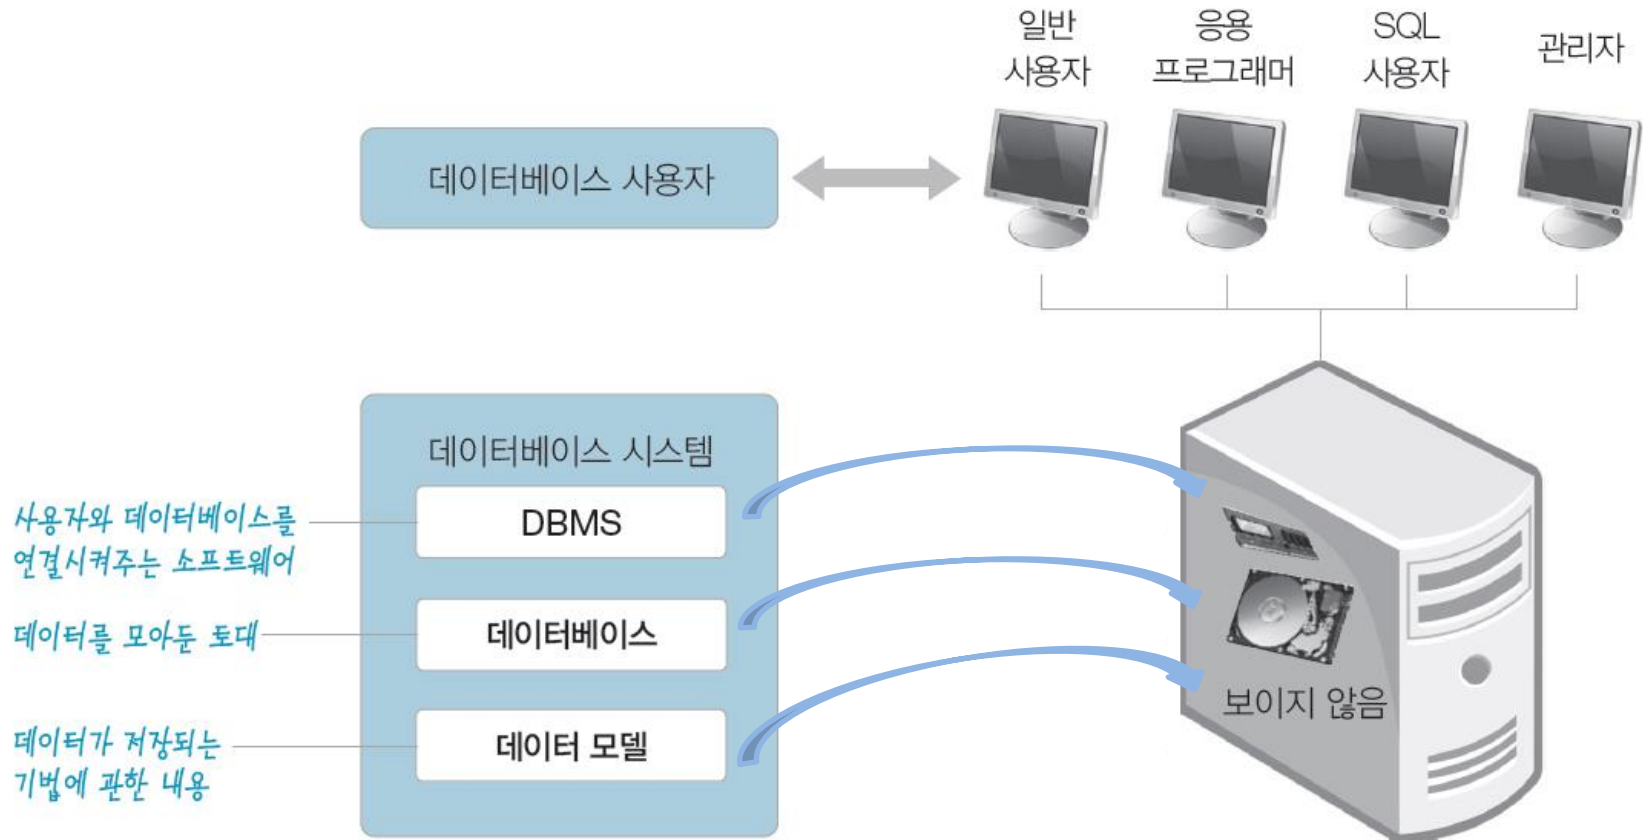 일반
사용자
응용
프로그래머
SQL
사용자
관리자
데이터베이스 사용자
데이터베이스 시스템
DBMS
사용자와 데이터베이스를
연결시켜주는 소프트웨어
데이터베이스
데이터를 모아둔 토대
데이터 모델
데이터가 저장되는
기법에 관한 내용
보이지 않음